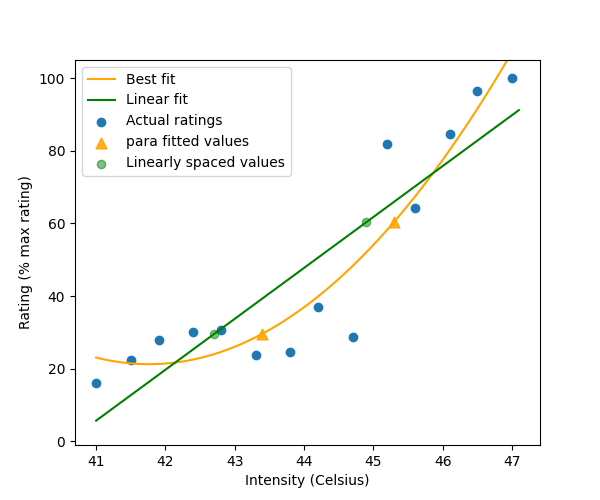 Best fit
Linear fit
Actual ratings
para fitted values
Linearly spaced values
100
80
60
40
20
0
Rating (% max rating)
41 42 43 44 45 46 47
Intensity (Celsius)